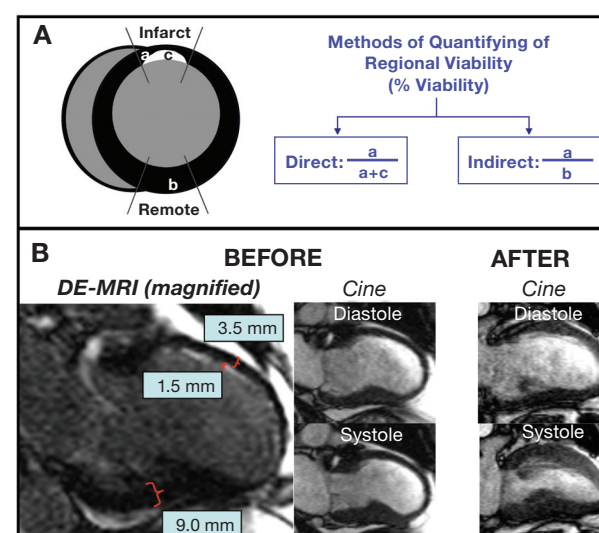 A
Infarct
a
c
b
Remote
Methods of Quantifying of
Regional Viability
(% Viability)
Direct: a
a+c
Indirect: a
b
B
BEFORE
AFTER
DE-MRI (magnified)
Cine
Cine
3.5 mm
1.5 mm
9.0 mm
Diastole
Diastole
Systole
Systole